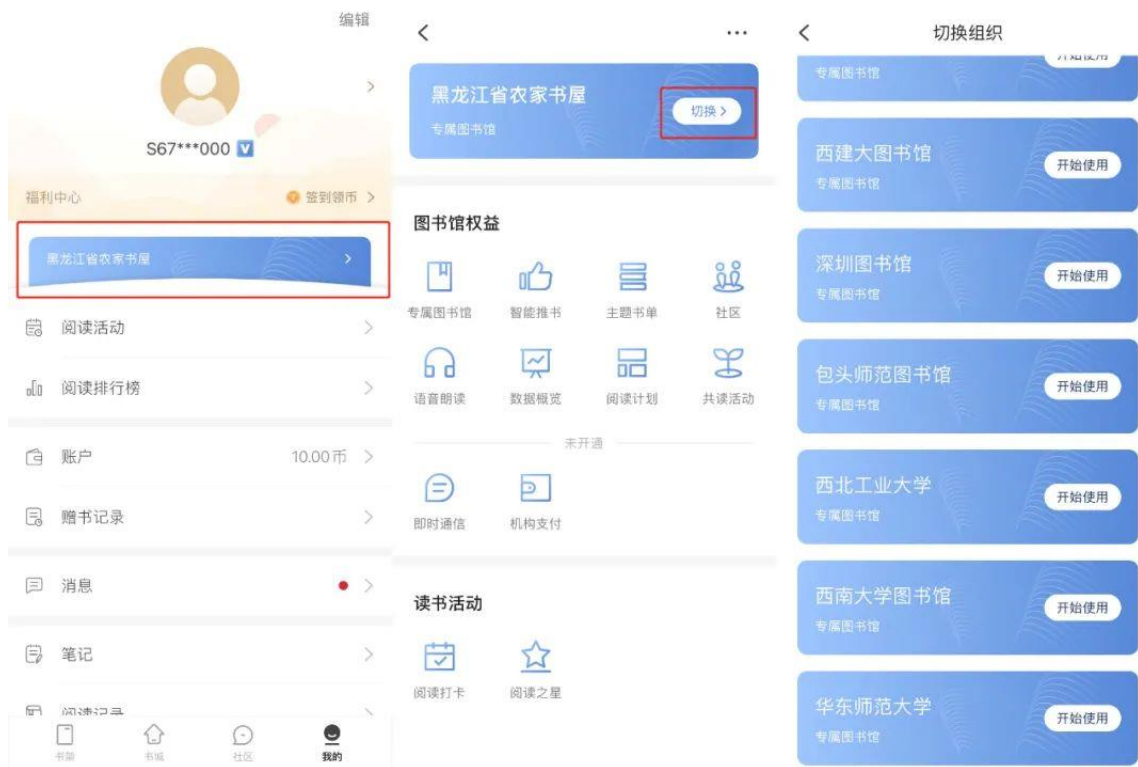 编辑
S67***000
福利中心
签到领币
黑龙江省农家书屋
阅读活动
阅读排行榜
账户
10.00币
赠书记录
消息
笔记
阅读记录
书架
书城
社区
我的
黑龙江省农家书屋
专属图书馆
切换
图书馆权益
专属图书馆
智能推书
主题书单
社区
语音朗读
数据概览
阅读计划
共读活动
未开通
即时通信
机构支付
读书活动
阅读打卡
阅读之星
切换组织
专属图书馆
开始使用
西建大图书馆
专属图书馆
开始使用
深圳图书馆
专属图书馆
开始使用
包头师范图书馆
专属图书馆
开始使用
西北工业大学
专属图书馆
开始使用
西南大学图书馆
专属图书馆
开始使用
华东师范大学
专属图书馆
开始使用